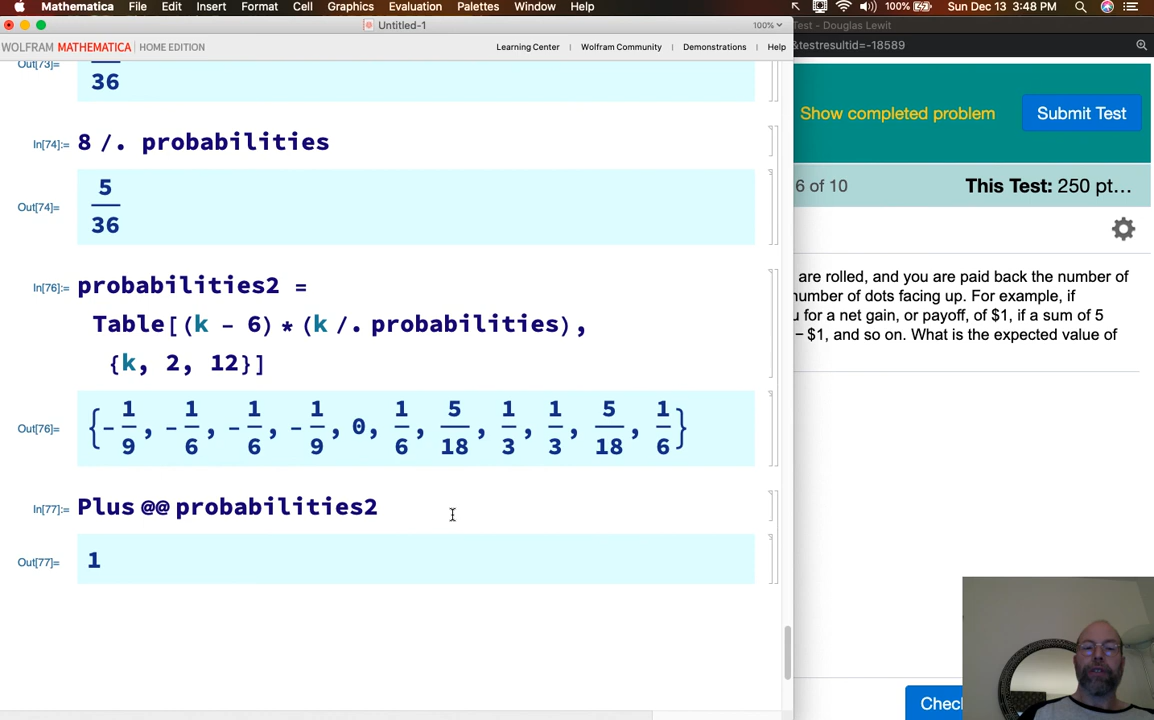 Mathematica File Edit Insert Format Cell Graphics Evaluation Palettes Window Help 100% Sun Dec 13 3:48 PM
Untitled-1
100%
Test - Douglas Lewit
WOLFRAM MATHEMATICA | HOME EDITION Learning Center | Wolfram Community | Demonstrations | Help
&testresultid=-18589
Out[73]=
36
Show completed problem Submit Test
In[74]:= 8 /. probabilities
6 of 10 This Test: 250 pt...
Out[74]= 5/36
In[76]:= probabilities2 =
Table[(k - 6) * (k /. probabilities),
{k, 2, 12}]
are rolled, and you are paid back the number of
number of dots facing up. For example, if
u for a net gain, or payoff, of $1, if a sum of 5
- $1, and so on. What is the expected value of
Out[76]= {-1/9, -1/6, -1/6, -1/9, 0, 1/6, 5/18, 1/3, 1/3, 5/18, 1/6}
In[77]:= Plus @@ probabilities2
Out[77]= 1
Chec